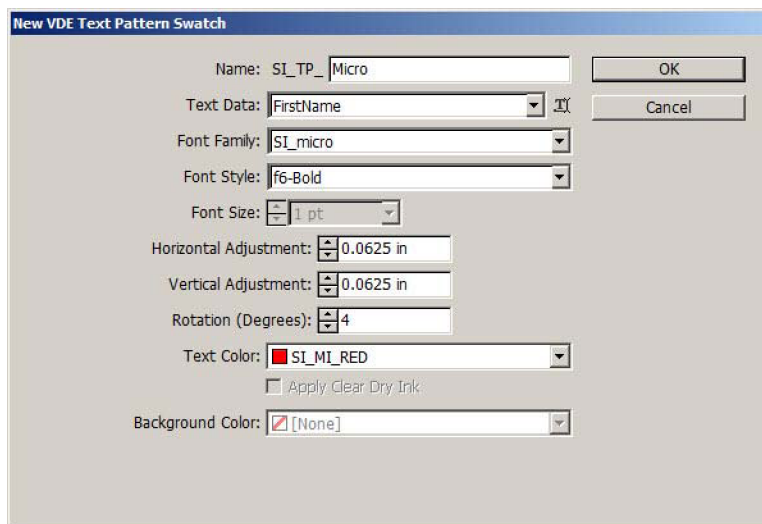 New VDE Text Pattern Swatch
Name: SI_TP_ Micro OK
Text Data: FirstName T Cancel
Font Family: SI_micro
Font Style: f6-Bold
Font Size: 1 pt
Horizontal Adjustment: 0.0625 in
Vertical Adjustment: 0.0625 in
Rotation (Degrees): 4
Text Color: SI_MI_RED
Apply Clear Dry Ink
Background Color: [None]